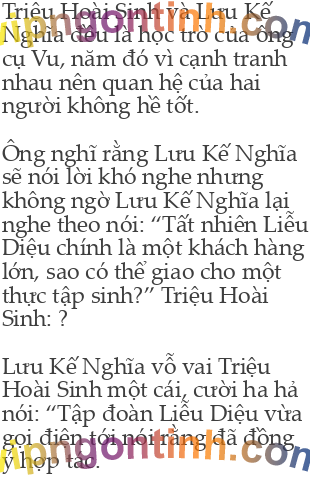 Triệu Hoài Sinh và Lưu Kế
Nghĩa đều là học trò của ông
cụ Vu, năm đó vì cạnh tranh
nhau nên quan hệ của hai
người không hề tốt.
Ông nghĩ rằng Lưu Kế Nghĩa
sẽ nói lời khó nghe nhưng
không ngờ Lưu Kế Nghĩa lại
nghe theo nói: “Tất nhiên Liễu
Diệu chính là một khách hàng
lớn, sao có thể giao cho một
thực tập sinh?” Triệu Hoài
Sinh: ?
Lưu Kế Nghĩa vỗ vai Triệu
Hoài Sinh một cái, cười ha hả
nói: “Tập đoàn Liễu Diệu vừa
gọi điện tới nói rằng đã đồng
ý hợp tác.